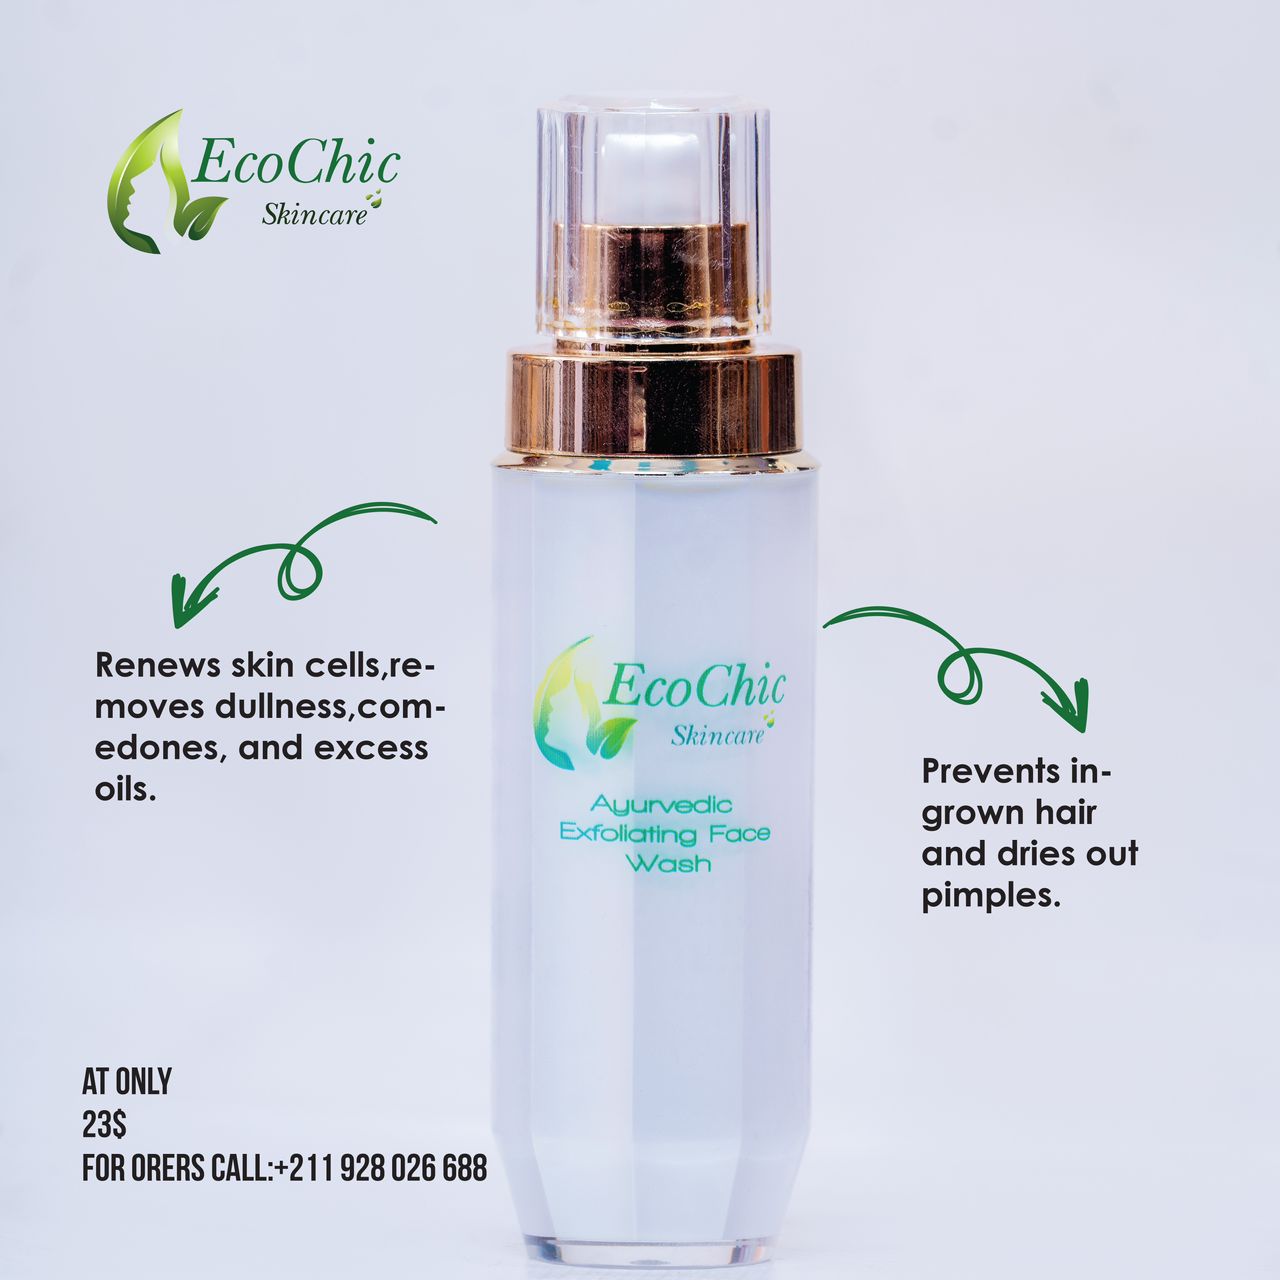 EcoChic
Skincare
Renews skin cells,re-
moves dullness,com-
edones, and excess
oils.
EcoChic
Skincare
Ayurvedic
Exfoliating Face
Wash
Prevents in-
grown hair
and dries out
pimples.
AT ONLY
23$
FOR ORERS CALL:+211 928 026 688